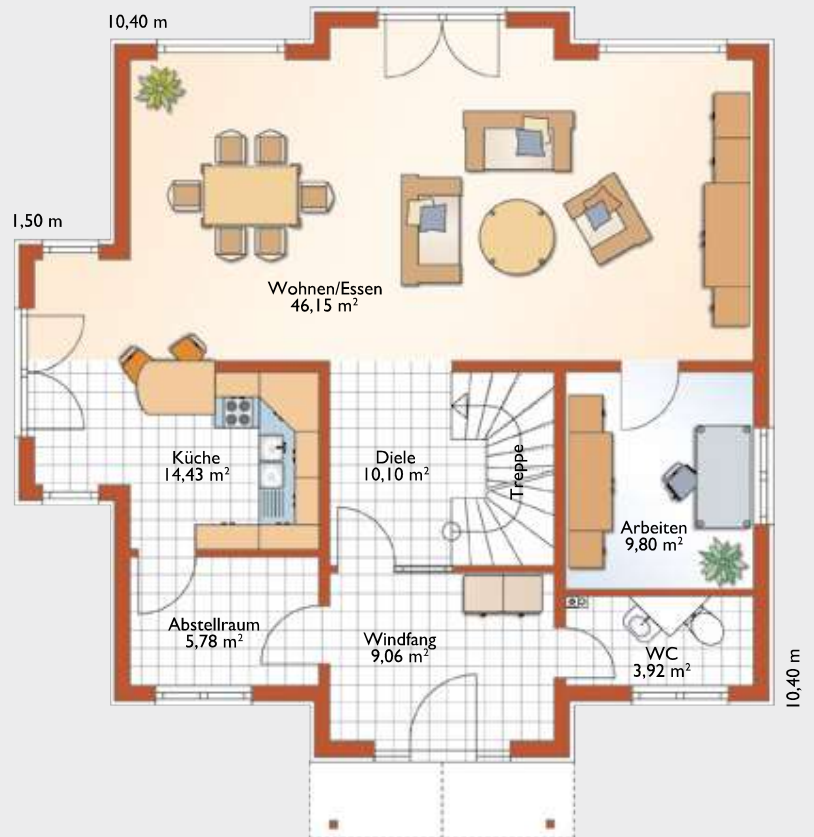 10,40 m
1,50 m
Wohnen/Essen
46,15 m²
Küche
14,43 m²
Diele
10,10 m²
Treppe
Arbeiten
9,80 m²
Abstellraum
5,78 m²
Windfang
9,06 m²
WC
3,92 m²
10,40 m